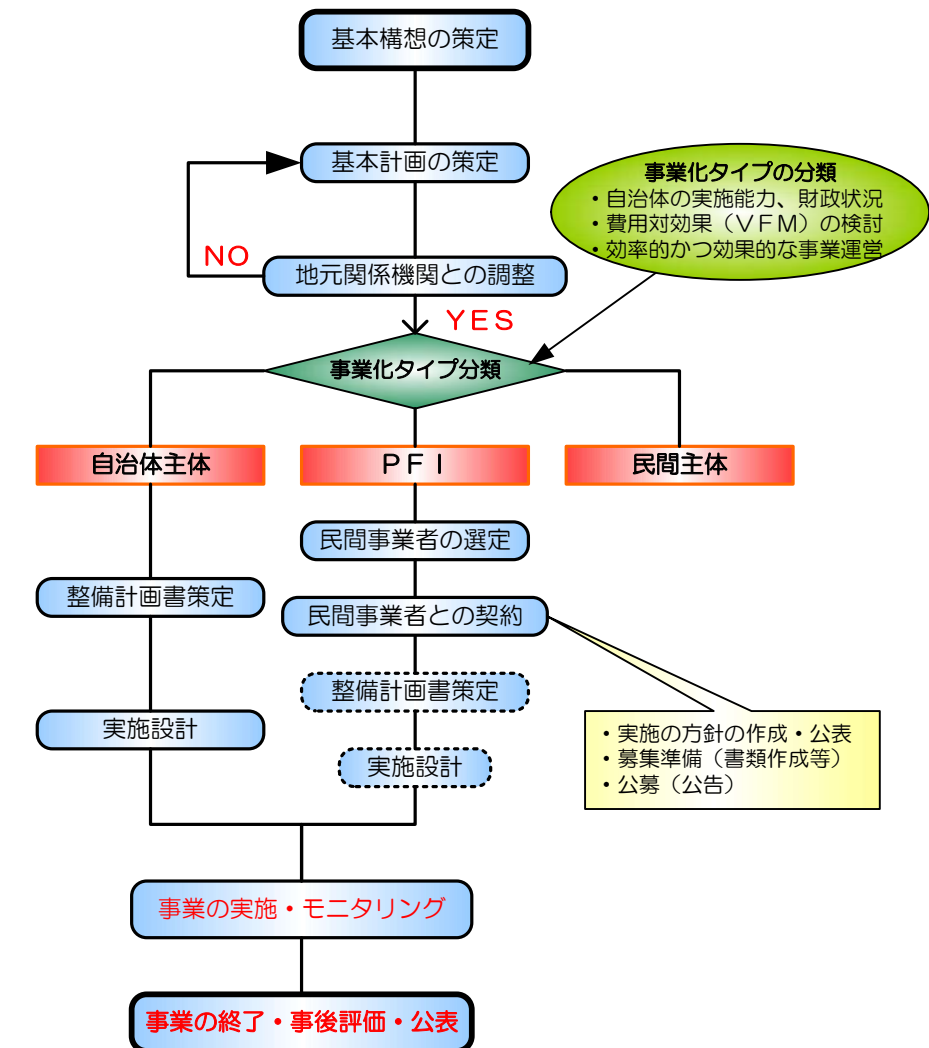 基本構想の策定
基本計画の策定
事業化タイプの分類
・自治体の実施能力、財政状況
・費用対効果（ＶＦＭ）の検討
・効率的かつ効果的な事業運営
ＮＯ
地元関係機関との調整
ＹＥＳ
事業化タイプ分類
自治体主体
ＰＦＩ
民間主体
民間事業者の選定
整備計画書策定
民間事業者との契約
整備計画書策定
実施設計
・実施の方針の作成・公表
・募集準備（書類作成等）
・公募（公告）
実施設計
事業の実施・モニタリング
事業の終了・事後評価・公表